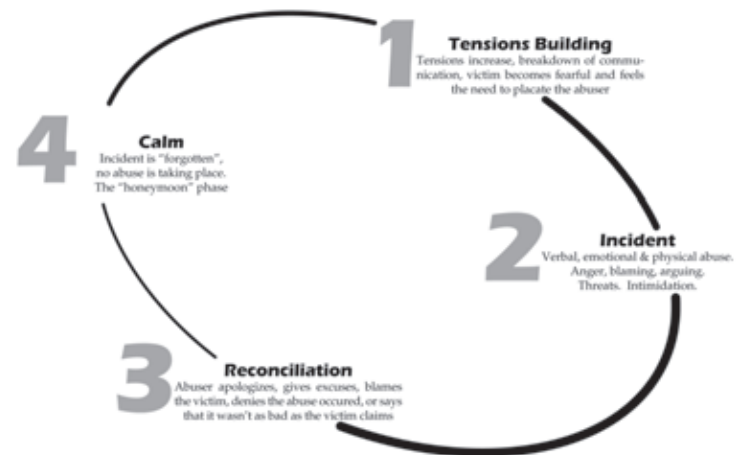 1
Tensions Building
Tensions increase, breakdown of commu-
nication, victim becomes fearful and feels
the need to placate the abuser
2
Incident
Verbal, emotional & physical abuse.
Anger, blaming, arguing.
Threats. Intimidation.
3
Reconciliation
Abuser apologizes, gives excuses, blames
the victim, denies the abuse occured, or says
that it wasn't as bad as the victim claims
4
Calm
Incident is "forgotten",
no abuse is taking place.
The "honeymoon" phase